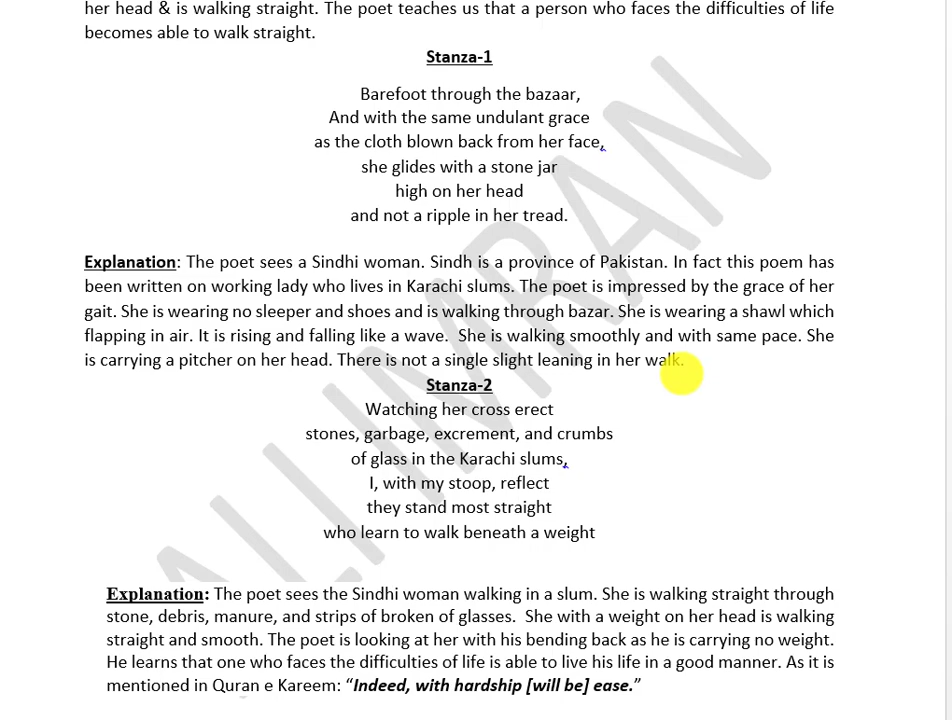 her head & is walking straight. The poet teaches us that a person who faces the difficulties of life
becomes able to walk straight.
Stanza-1
Barefoot through the bazaar,
And with the same undulant grace
as the cloth blown back from her face,
she glides with a stone jar
high on her head
and not a ripple in her tread.
Explanation: The poet sees a Sindhi woman. Sindh is a province of Pakistan. In fact this poem has
been written on working lady who lives in Karachi slums. The poet is impressed by the grace of her
gait. She is wearing no sleeper and shoes and is walking through bazar. She is wearing a shawl which
flapping in air. It is rising and falling like a wave.  She is walking smoothly and with same pace. She
is carrying a pitcher on her head. There is not a single slight leaning in her walk.
Stanza-2
Watching her cross erect
stones, garbage, excrement, and crumbs
of glass in the Karachi slums,
I, with my stoop, reflect
they stand most straight
who learn to walk beneath a weight
Explanation: The poet sees the Sindhi woman walking in a slum. She is walking straight through
stone, debris, manure, and strips of broken of glasses.  She with a weight on her head is walking
straight and smooth. The poet is looking at her with his bending back as he is carrying no weight.
He learns that one who faces the difficulties of life is able to live his life in a good manner. As it is
mentioned in Quran e Kareem: “Indeed, with hardship [will be] ease.”
ALI IMRAN